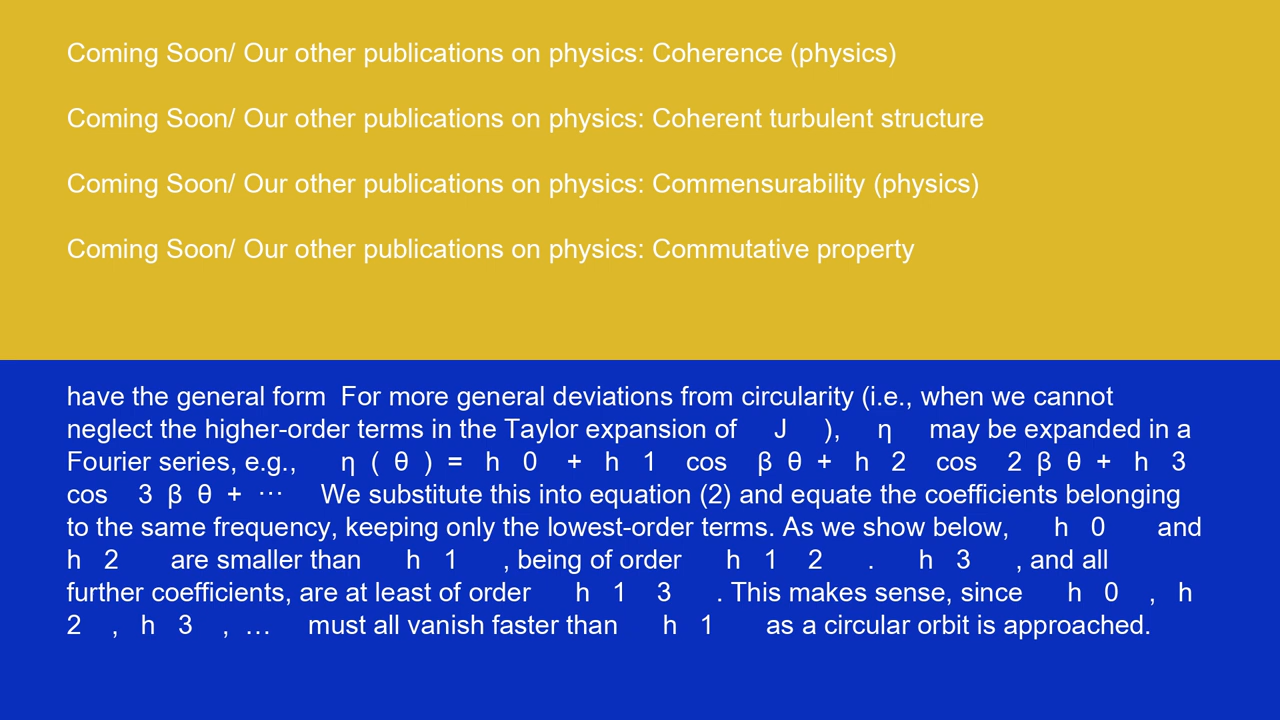 Coming Soon/ Our other publications on physics: Coherence (physics)
Coming Soon/ Our other publications on physics: Coherent turbulent structure
Coming Soon/ Our other publications on physics: Commensurability (physics)
Coming Soon/ Our other publications on physics: Commutative property
have the general form  For more general deviations from circularity (i.e., when we cannot
neglect the higher-order terms in the Taylor expansion of J ), η may be expanded in a
Fourier series, e.g., η ( θ ) = h 0 + h 1 cos β θ + h 2 cos 2 β θ + h 3
cos 3 β θ + ⋯ We substitute this into equation (2) and equate the coefficients belonging
to the same frequency, keeping only the lowest-order terms. As we show below, h 0 and
h 2 are smaller than h 1 , being of order h 1 2 . h 3 , and all
further coefficients, are at least of order h 1 3 . This makes sense, since h 0 , h
2 , h 3 , … must all vanish faster than h 1 as a circular orbit is approached.